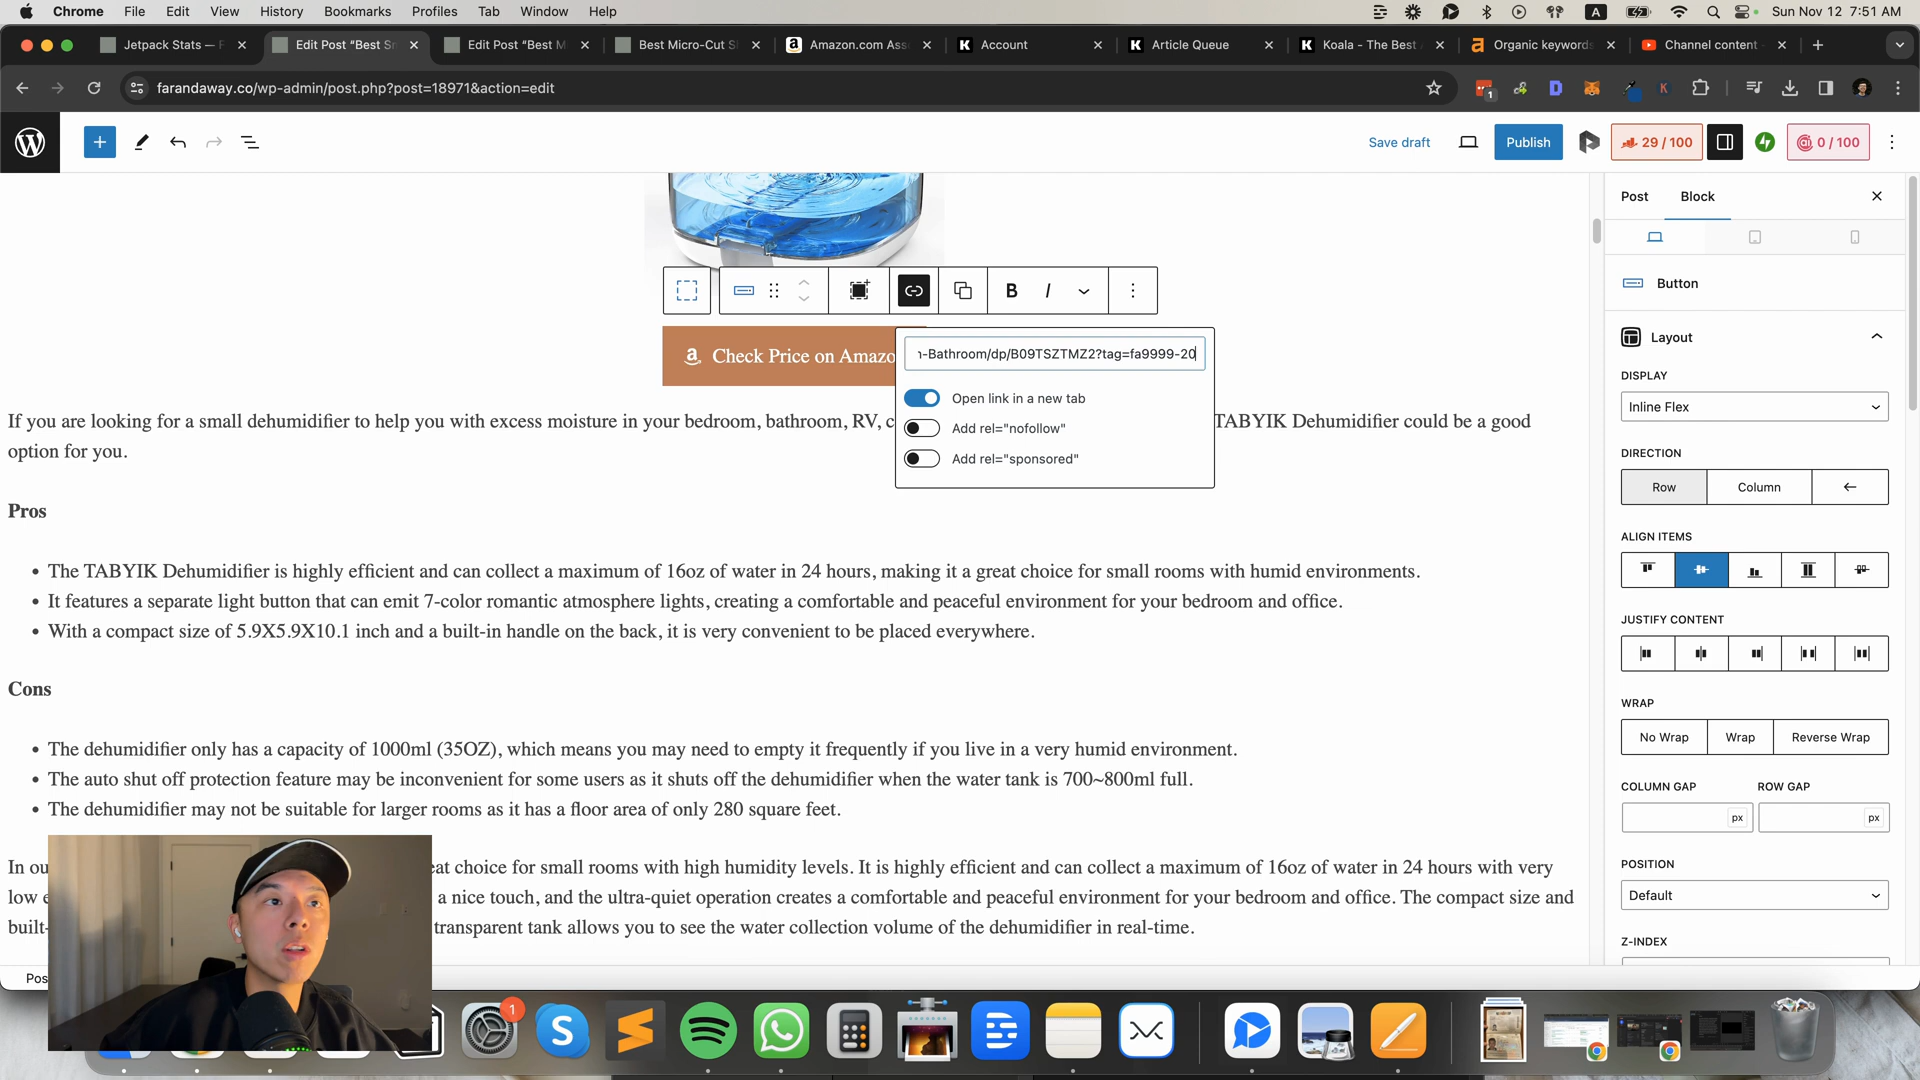 Chrome File Edit View History Bookmarks Profiles Tab Window Help
A
Sun Nov 12 7:51 AM
Jetpack Stats —
Edit Post “Best Sr
Edit Post “Best M
Best Micro-Cut S
Amazon.com Ass
Account
Article Queue
Koala - The Best
Organic keywords
Channel content
farandaway.co/wp-admin/post.php?post=18971&action=edit
1
Save draft
Publish
29 / 100
0 / 100
Post
Block
Button
Layout
DISPLAY
Inline Flex
DIRECTION
Row
Column
ALIGN ITEMS
JUSTIFY CONTENT
WRAP
No Wrap
Wrap
Reverse Wrap
COLUMN GAP
ROW GAP
px
px
POSITION
Default
Z-INDEX
B I
Check Price on Amazo
-Bathroom/dp/B09TSZTMZ2?tag=fa9999-20
Open link in a new tab
Add rel="nofollow"
Add rel="sponsored"
If you are looking for a small dehumidifier to help you with excess moisture in your bedroom, bathroom, RV, c TABYIK Dehumidifier could be a good
option for you.
Pros
• The TABYIK Dehumidifier is highly efficient and can collect a maximum of 16oz of water in 24 hours, making it a great choice for small rooms with humid environments.
• It features a separate light button that can emit 7-color romantic atmosphere lights, creating a comfortable and peaceful environment for your bedroom and office.
• With a compact size of 5.9X5.9X10.1 inch and a built-in handle on the back, it is very convenient to be placed everywhere.
Cons
• The dehumidifier only has a capacity of 1000ml (35OZ), which means you may need to empty it frequently if you live in a very humid environment.
• The auto shut off protection feature may be inconvenient for some users as it shuts off the dehumidifier when the water tank is 700~800ml full.
• The dehumidifier may not be suitable for larger rooms as it has a floor area of only 280 square feet.
In ou eat choice for small rooms with high humidity levels. It is highly efficient and can collect a maximum of 16oz of water in 24 hours with very
low e a nice touch, and the ultra-quiet operation creates a comfortable and peaceful environment for your bedroom and office. The compact size and
built- transparent tank allows you to see the water collection volume of the dehumidifier in real-time.
Pos
1